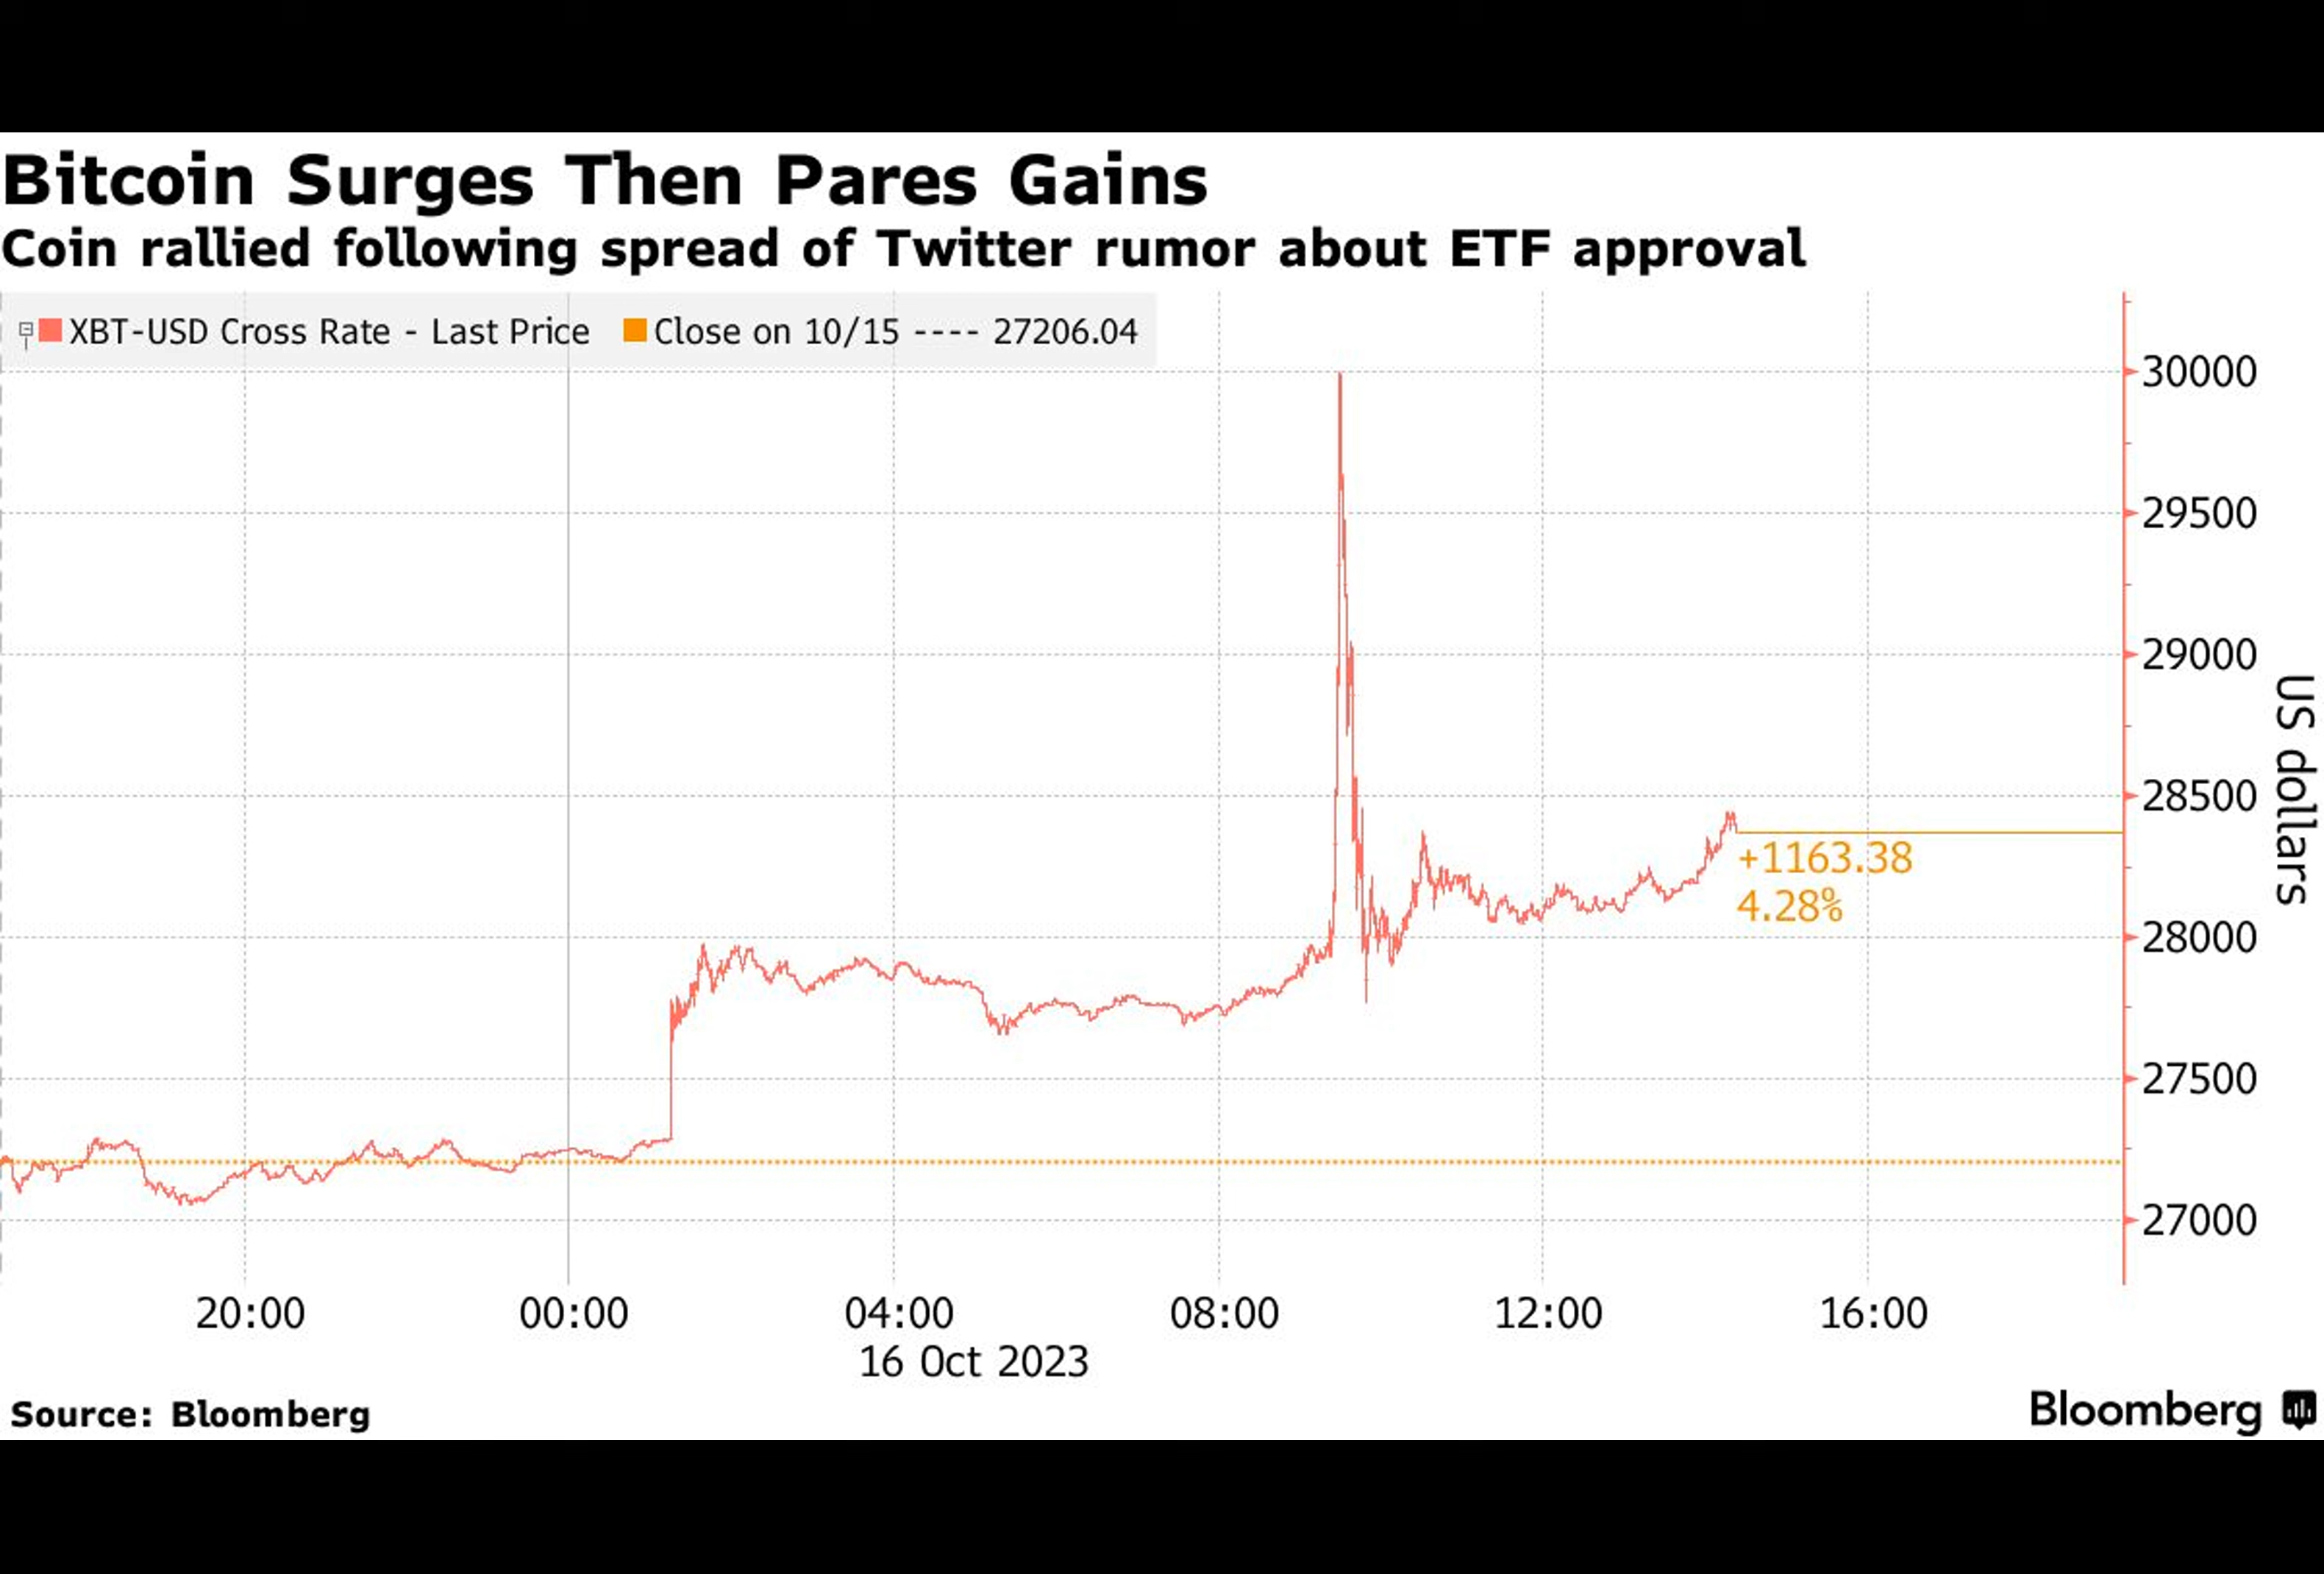 Bitcoin Surges Then Pares Gains
Coin rallied following spread of Twitter rumor about ETF approval
XBT-USD Cross Rate - Last Price Close on 10/15 ---- 27206.04
30000
29500
29000
28500
28000
27500
27000
US dollars
+1163.38
4.28%
20:00 00:00 04:00 08:00 12:00 16:00
16 Oct 2023
Source: Bloomberg
Bloomberg